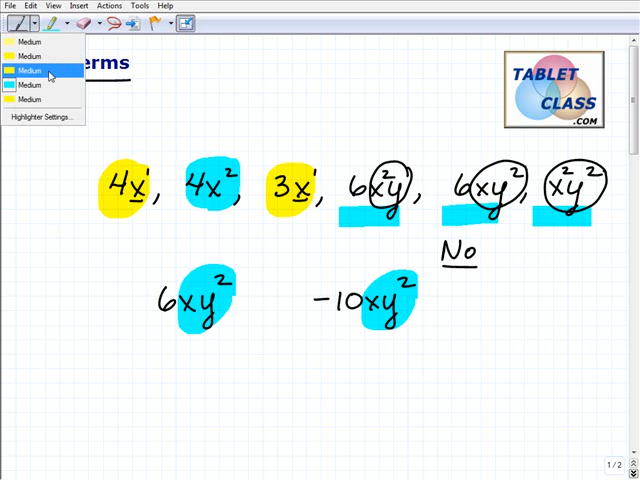 File Edit View Insert Actions Tools Help
Medium
Medium
Medium
Medium
Medium
Highlighter Settings...
erms
TABLET
CLASS
.COM
4x¹, 4x², 3x¹, 6x²y¹, 6xy², x²y²
No
6xy² -10xy²
1/2